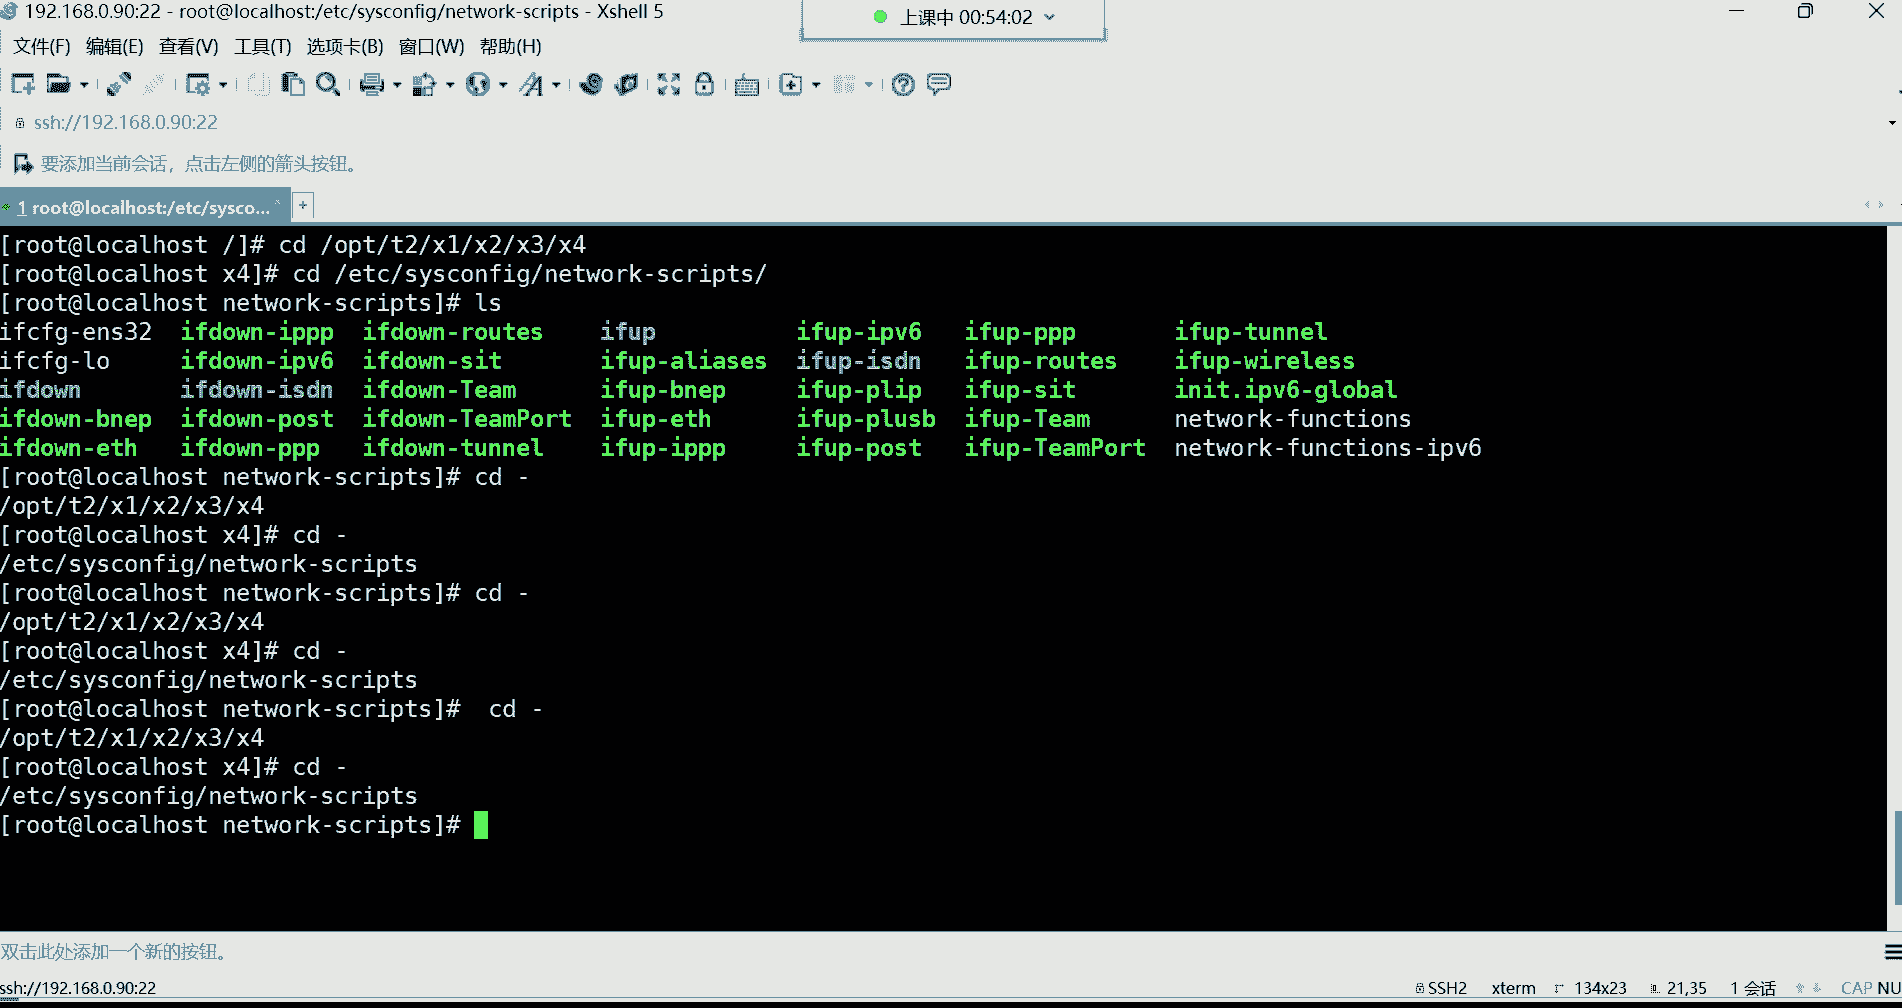 192.168.0.90:22 - root@localhost:/etc/sysconfig/network-scripts - Xshell 5
上课中 00:54:02
文件(F) 编辑(E) 查看(V) 工具(T) 选项卡(B) 窗口(W) 帮助(H)
ssh://192.168.0.90:22
要添加当前会话，点击左侧的箭头按钮。
1 root@localhost:/etc/sysco...
[root@localhost /]# cd /opt/t2/x1/x2/x3/x4
[root@localhost x4]# cd /etc/sysconfig/network-scripts/
[root@localhost network-scripts]# ls
ifcfg-ens32  ifdown-ippp  ifdown-routes    ifup          ifup-ipv6   ifup-ppp       ifup-tunnel
ifcfg-lo     ifdown-ipv6  ifdown-sit       ifup-aliases  ifup-isdn   ifup-routes    ifup-wireless
ifdown       ifdown-isdn  ifdown-Team      ifup-bnep     ifup-plip   ifup-sit       init.ipv6-global
ifdown-bnep  ifdown-post  ifdown-TeamPort  ifup-eth      ifup-plusb  ifup-Team      network-functions
ifdown-eth   ifdown-ppp   ifdown-tunnel    ifup-ippp     ifup-post   ifup-TeamPort  network-functions-ipv6
[root@localhost network-scripts]# cd -
/opt/t2/x1/x2/x3/x4
[root@localhost x4]# cd -
/etc/sysconfig/network-scripts
[root@localhost network-scripts]# cd -
/opt/t2/x1/x2/x3/x4
[root@localhost x4]# cd -
/etc/sysconfig/network-scripts
[root@localhost network-scripts]#  cd -
/opt/t2/x1/x2/x3/x4
[root@localhost x4]# cd -
/etc/sysconfig/network-scripts
[root@localhost network-scripts]#
双击此处添加一个新的按钮。
ssh://192.168.0.90:22 SSH2 xterm 134x23 21,35 1 会话 CAP NU